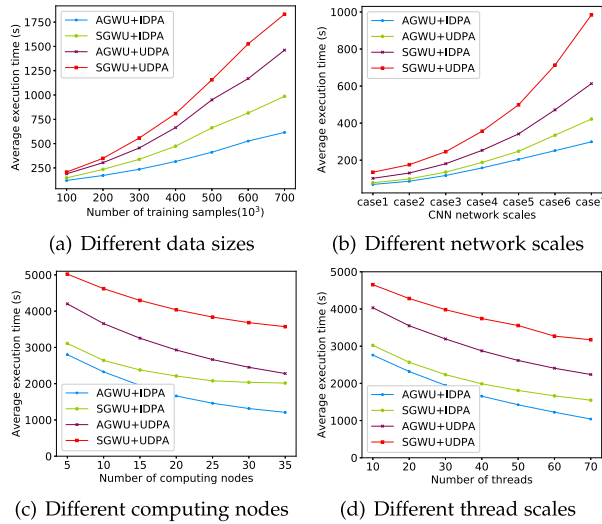 Average execution time (s)
1750
1500
1250
1000
750
500
250
AGWU+IDPA
SGWU+IDPA
AGWU+UDPA
SGWU+UDPA
100 200 300 400 500 600 700
Number of training samples(10³)
(a) Different data sizes
Average execution time (s)
1000
800
600
400
200
AGWU+IDPA
AGWU+UDPA
SGWU+IDPA
SGWU+UDPA
case1 case2 case3 case4 case5 case6 case
CNN network scales
(b) Different network scales
Average execution time (s)
5000
4000
3000
2000
1000
0
AGWU+IDPA
SGWU+IDPA
AGWU+UDPA
SGWU+UDPA
5 10 15 20 25 30 35
Number of computing nodes
(c) Different computing nodes
Average execution time (s)
5000
4000
3000
2000
1000
0
AGWU+IDPA
SGWU+IDPA
AGWU+UDPA
SGWU+UDPA
10 20 30 40 50 60 70
Number of threads
(d) Different thread scales